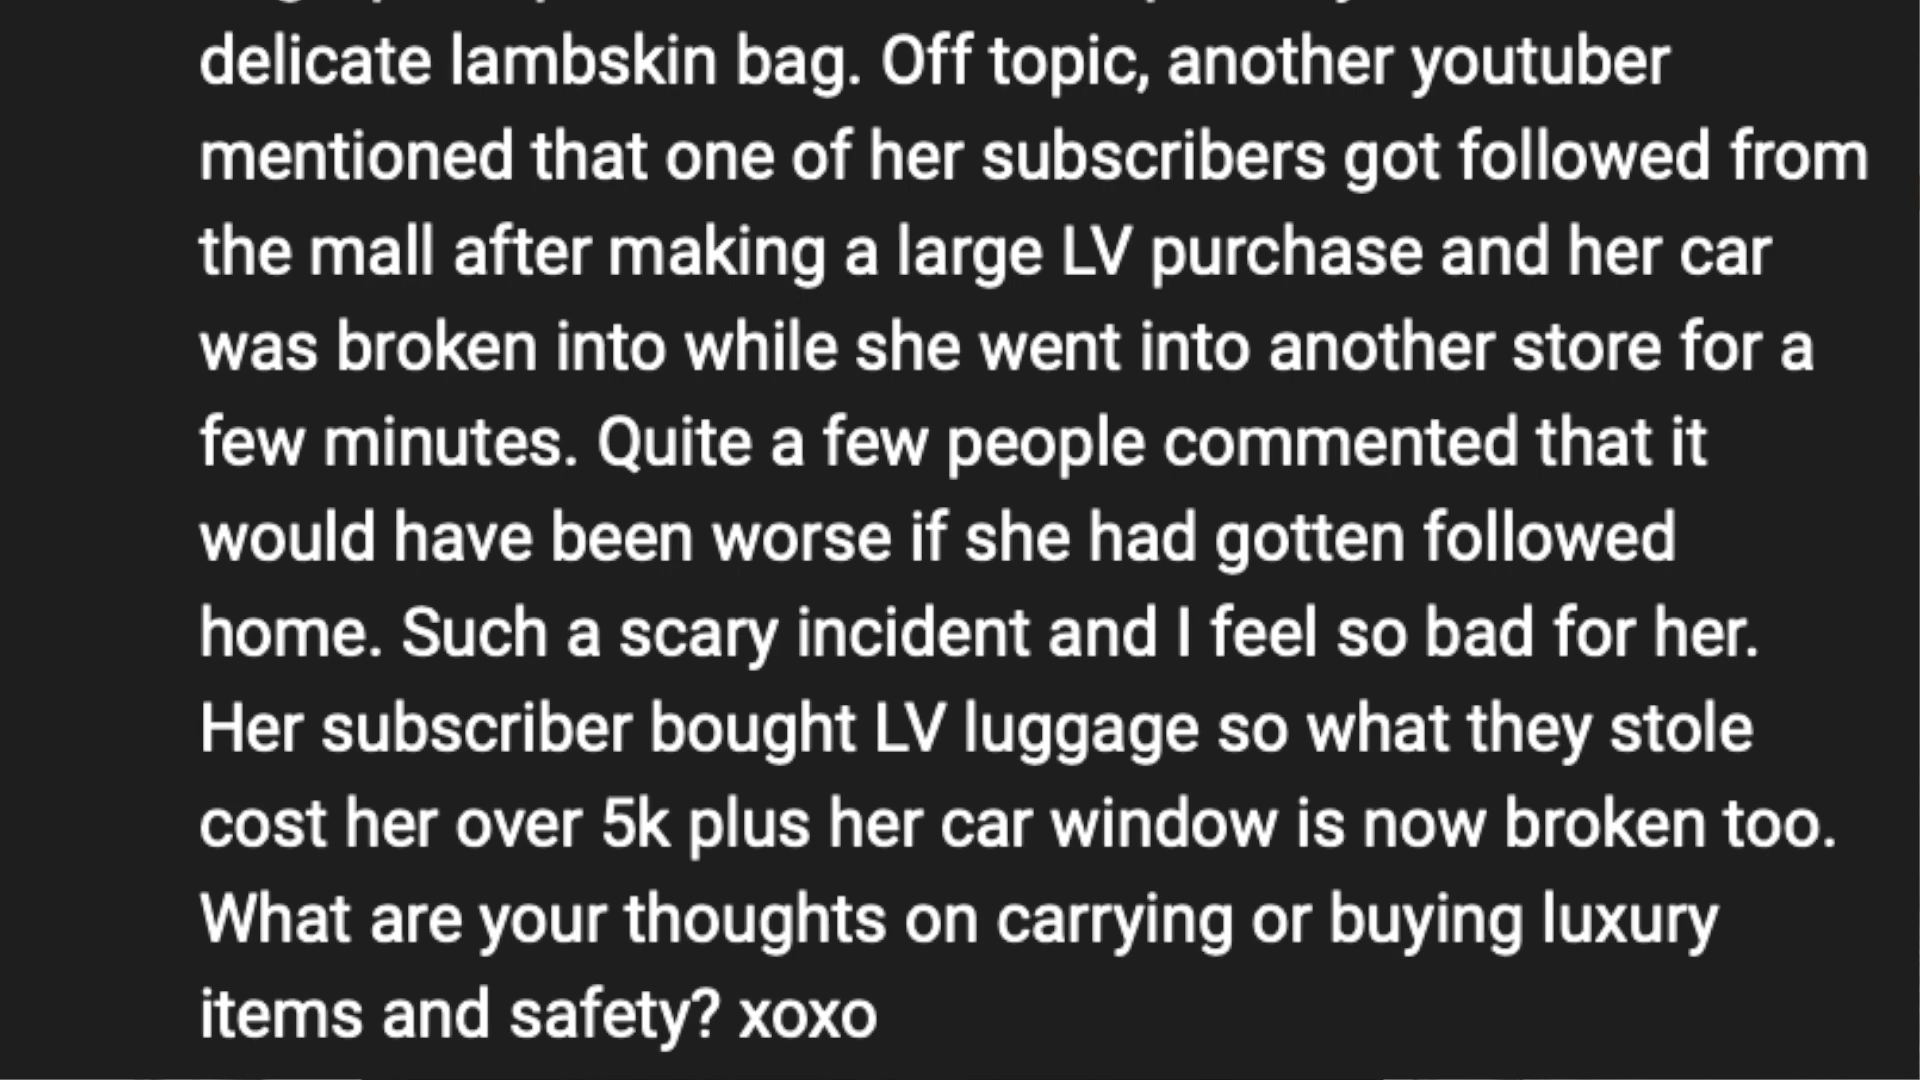 delicate lambskin bag. Off topic, another youtuber
mentioned that one of her subscribers got followed from
the mall after making a large LV purchase and her car
was broken into while she went into another store for a
few minutes. Quite a few people commented that it
would have been worse if she had gotten followed
home. Such a scary incident and I feel so bad for her.
Her subscriber bought LV luggage so what they stole
cost her over 5k plus her car window is now broken too.
What are your thoughts on carrying or buying luxury
items and safety? xoxo